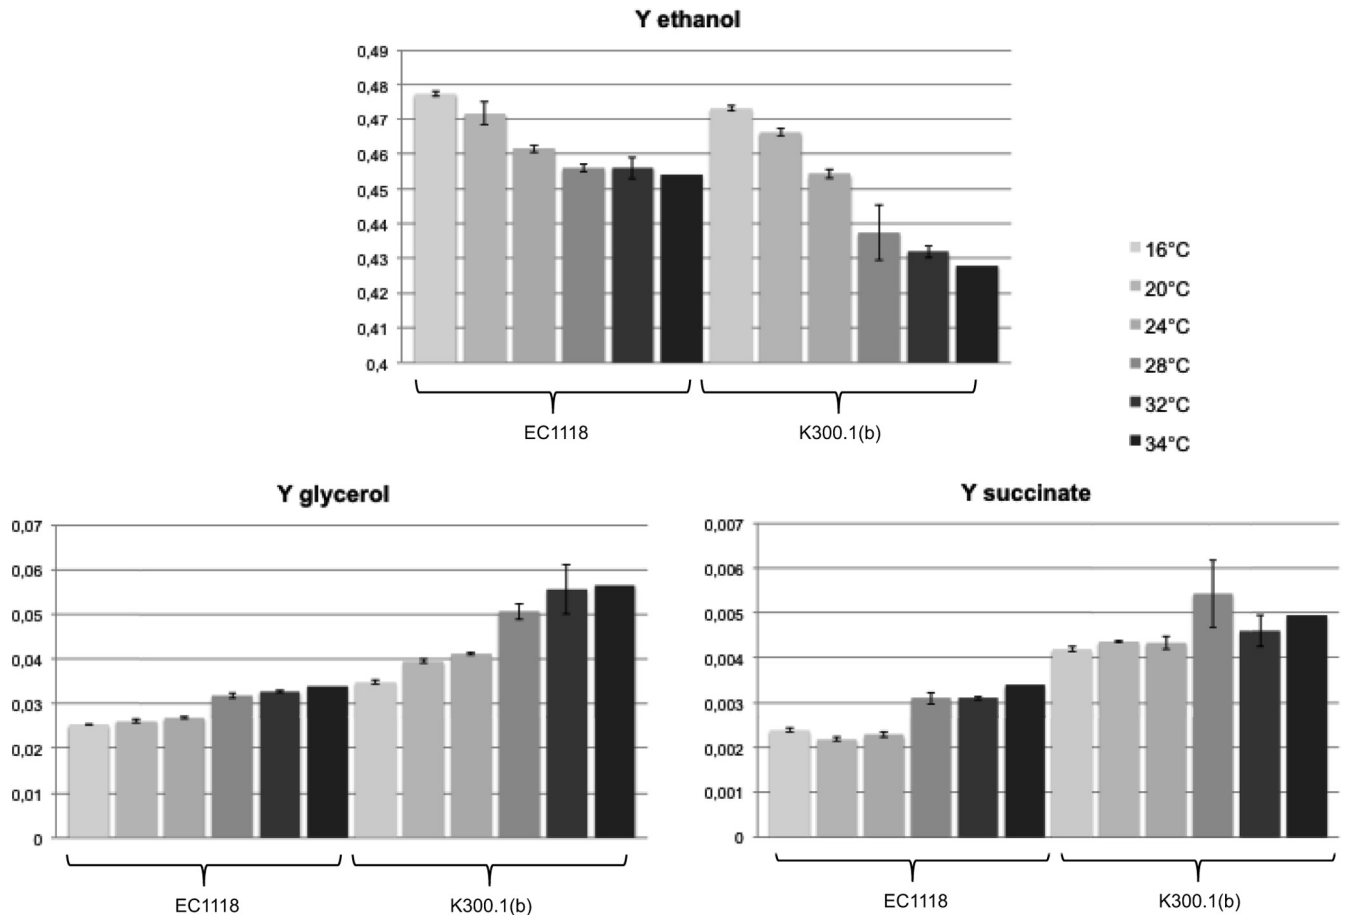 Y ethanol
0,49
0,48
0,47
0,46
0,45
0,44
0,43
0,42
0,41
0,4
EC1118
K300.1(b)
16°C
20°C
24°C
28°C
32°C
34°C
Y glycerol
0,07
0,06
0,05
0,04
0,03
0,02
0,01
0
EC1118
K300.1(b)
Y succinate
0,007
0,006
0,005
0,004
0,003
0,002
0,001
0
EC1118
K300.1(b)